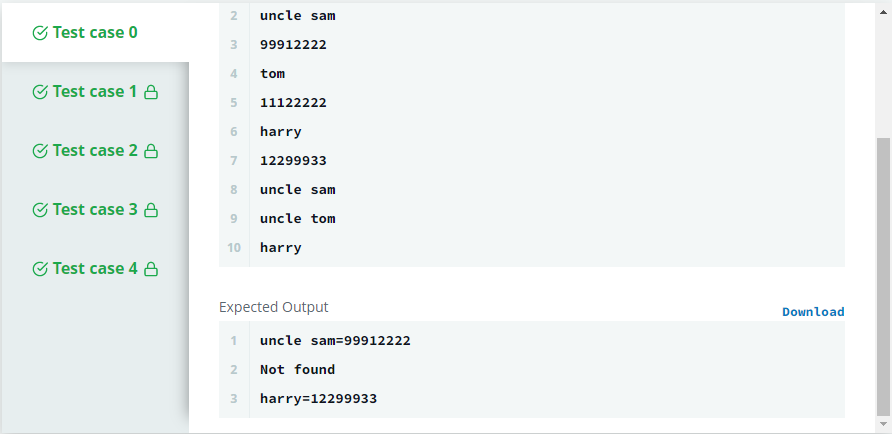 Test case 0
Test case 1
Test case 2
Test case 3
Test case 4
2 uncle sam
3 99912222
4 tom
5 11122222
6 harry
7 12299933
8 uncle sam
9 uncle tom
10 harry
Expected Output
Download
1 uncle sam=99912222
2 Not found
3 harry=12299933